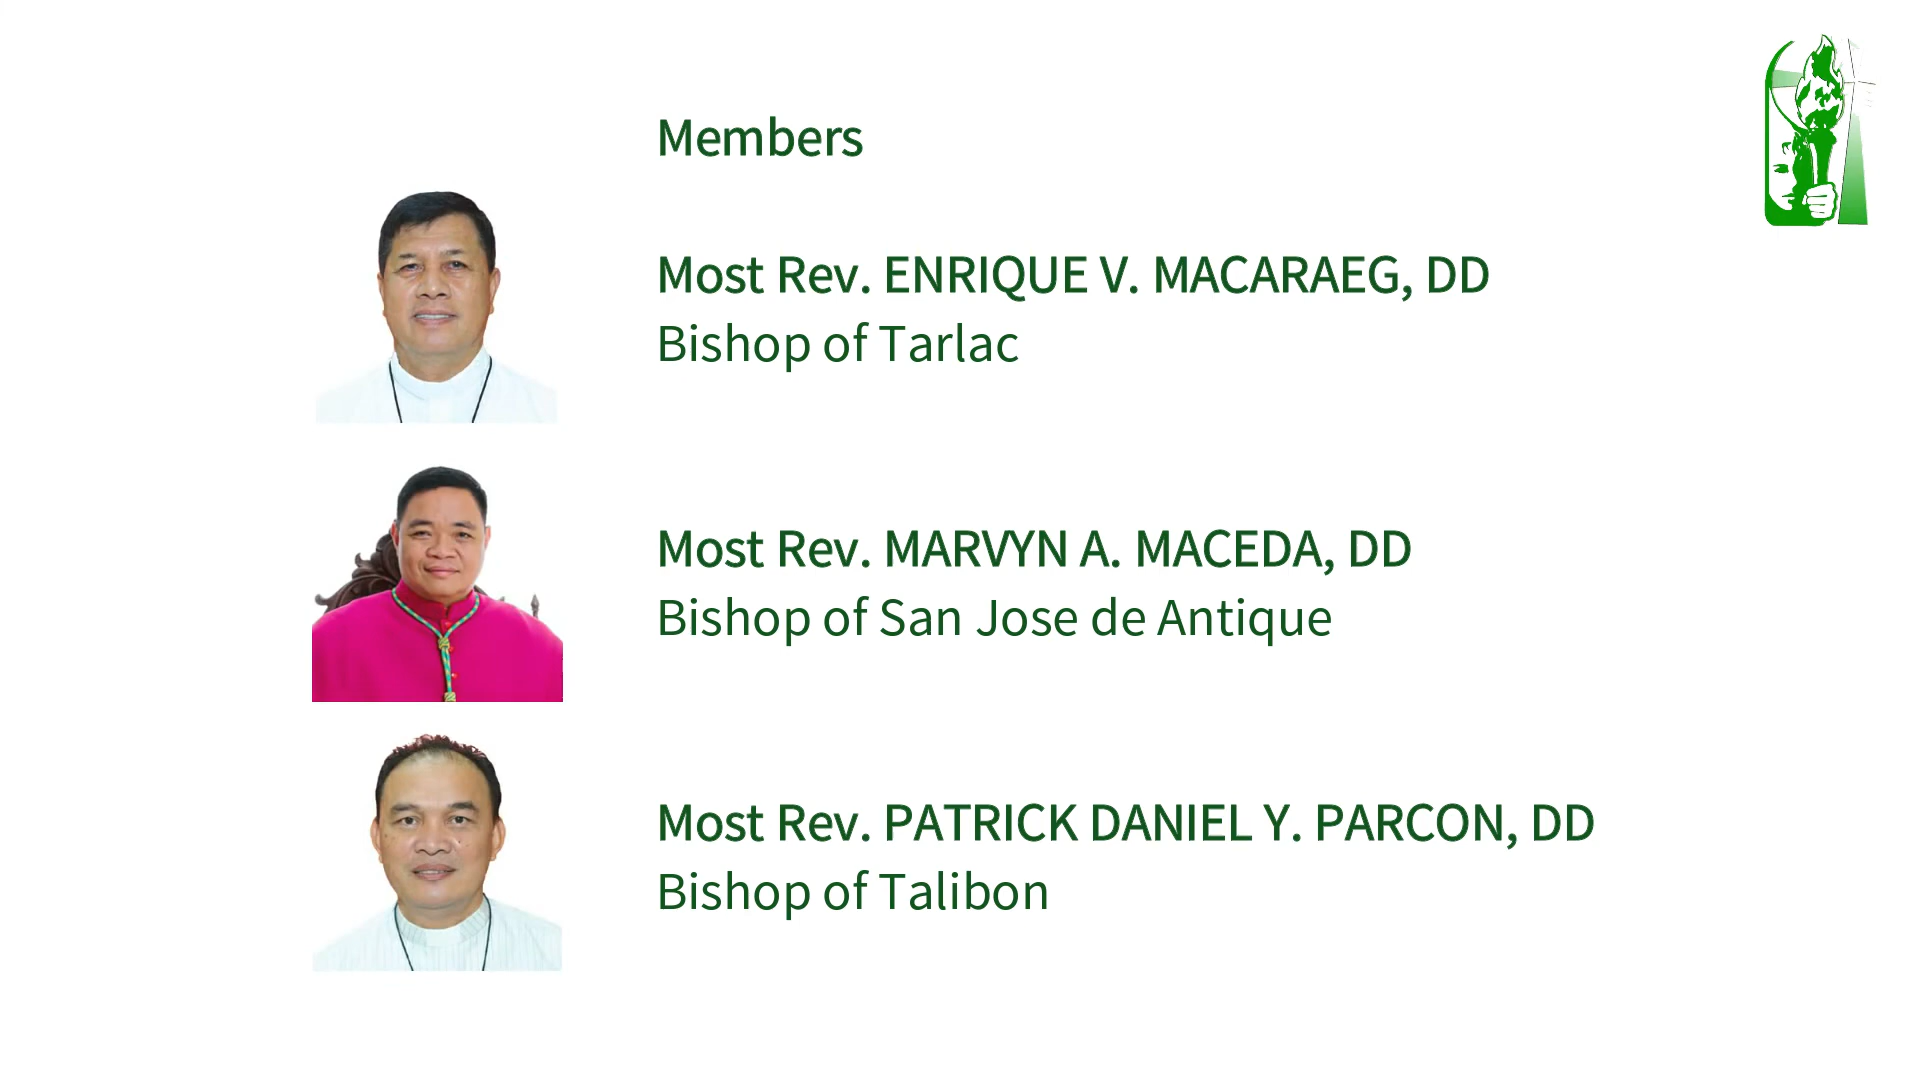 Members
Most Rev. ENRIQUE V. MACARAEG, DD
Bishop of Tarlac
Most Rev. MARVYN A. MACEDA, DD
Bishop of San Jose de Antique
Most Rev. PATRICK DANIEL Y. PARCON, DD
Bishop of Talibon